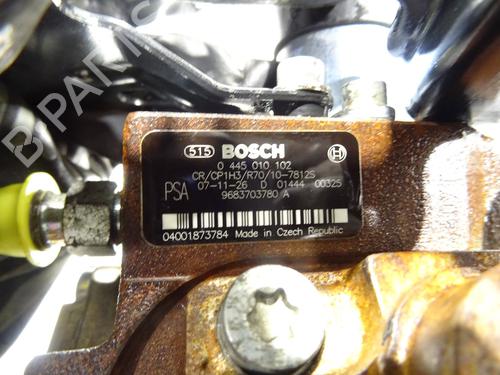 515 BOSCH
0 445 010 102
CR/CP1H3/R70/10-7812S
PSA 07-11-26 D 01444 00325
9683703780 A
04001873784 Made in Czech Republic
B-PARTS